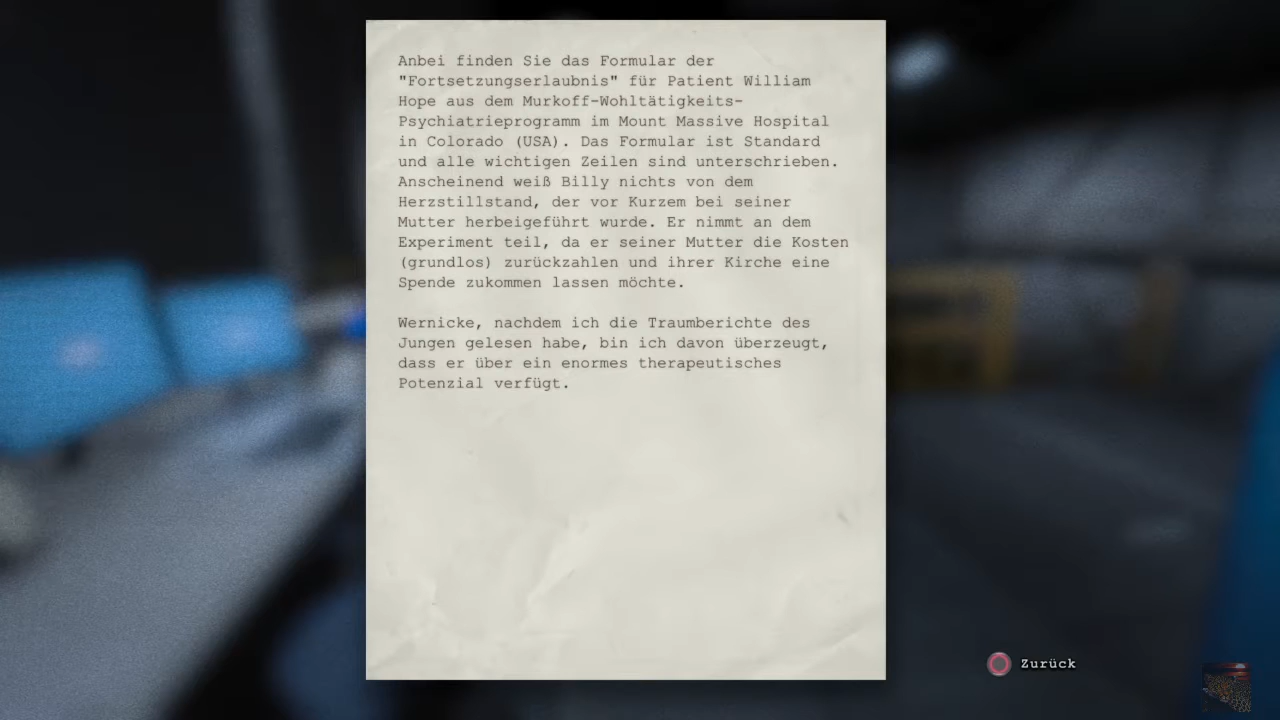 Anbei finden Sie das Formular der
"Fortsetzungserlaubnis" für Patient William
Hope aus dem Murkoff-Wohltätigkeits-
Psychiatrieprogramm im Mount Massive Hospital
in Colorado (USA). Das Formular ist Standard
und alle wichtigen Zeilen sind unterschrieben.
Anscheinend weiß Billy nichts von dem
Herzstillstand, der vor Kurzem bei seiner
Mutter herbeigeführt wurde. Er nimmt an dem
Experiment teil, da er seiner Mutter die Kosten
(grundlos) zurückzahlen und ihrer Kirche eine
Spende zukommen lassen möchte.
Wernicke, nachdem ich die Traumberichte des
Jungen gelesen habe, bin ich davon überzeugt,
dass er über ein enormes therapeutisches
Potenzial verfügt.
Zurück